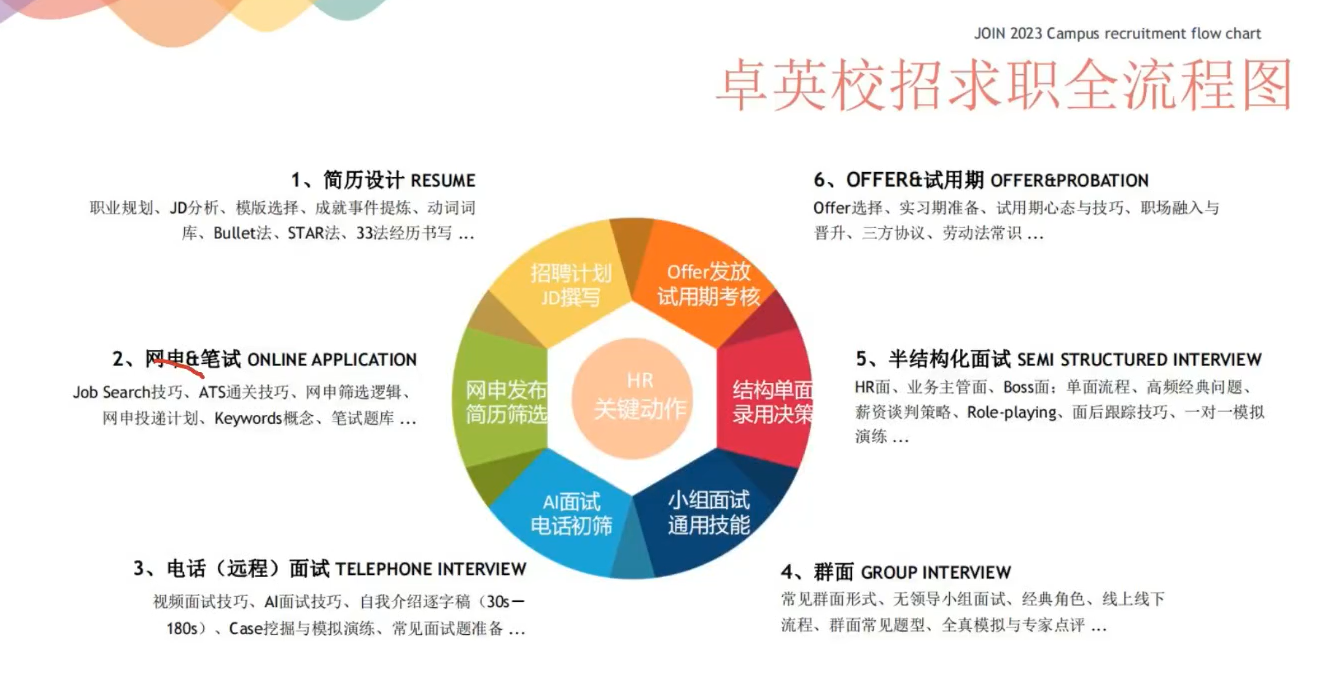 JOIN 2023 Campus recruitment flow chart
卓英校招求职全流程图
1、简历设计 RESUME
职业规划、JD分析、模版选择、成就事件提炼、动词词
库、Bullet法、STAR法、33法经历书写 ...
2、网申&笔试 ONLINE APPLICATION
Job Search技巧、ATS通关技巧、网申筛选逻辑、
网申投递计划、Keywords概念、笔试题库 ...
3、电话（远程）面试 TELEPHONE INTERVIEW
视频面试技巧、AI面试技巧、自我介绍逐字稿（30s—
180s）、Case挖掘与模拟演练、常见面试题准备 ...
招聘计划
JD撰写
Offer发放
试用期考核
网申发布
简历筛选
HR
关键动作
结构单面
录用决策
AI面试
电话初筛
小组面试
通用技能
6、OFFER&试用期 OFFER&PROBATION
Offer选择、实习期准备、试用期心态与技巧、职场融入与
晋升、三方协议、劳动法常识 ...
5、半结构化面试 SEMI STRUCTURED INTERVIEW
HR面、业务主管面、Boss面；单面流程、高频经典问题、
薪资谈判策略、Role-playing、面后跟踪技巧、一对一模拟
演练 ...
4、群面 GROUP INTERVIEW
常见群面形式、无领导小组面试、经典角色、线上线下
流程、群面常见题型、全真模拟与专家点评 ...